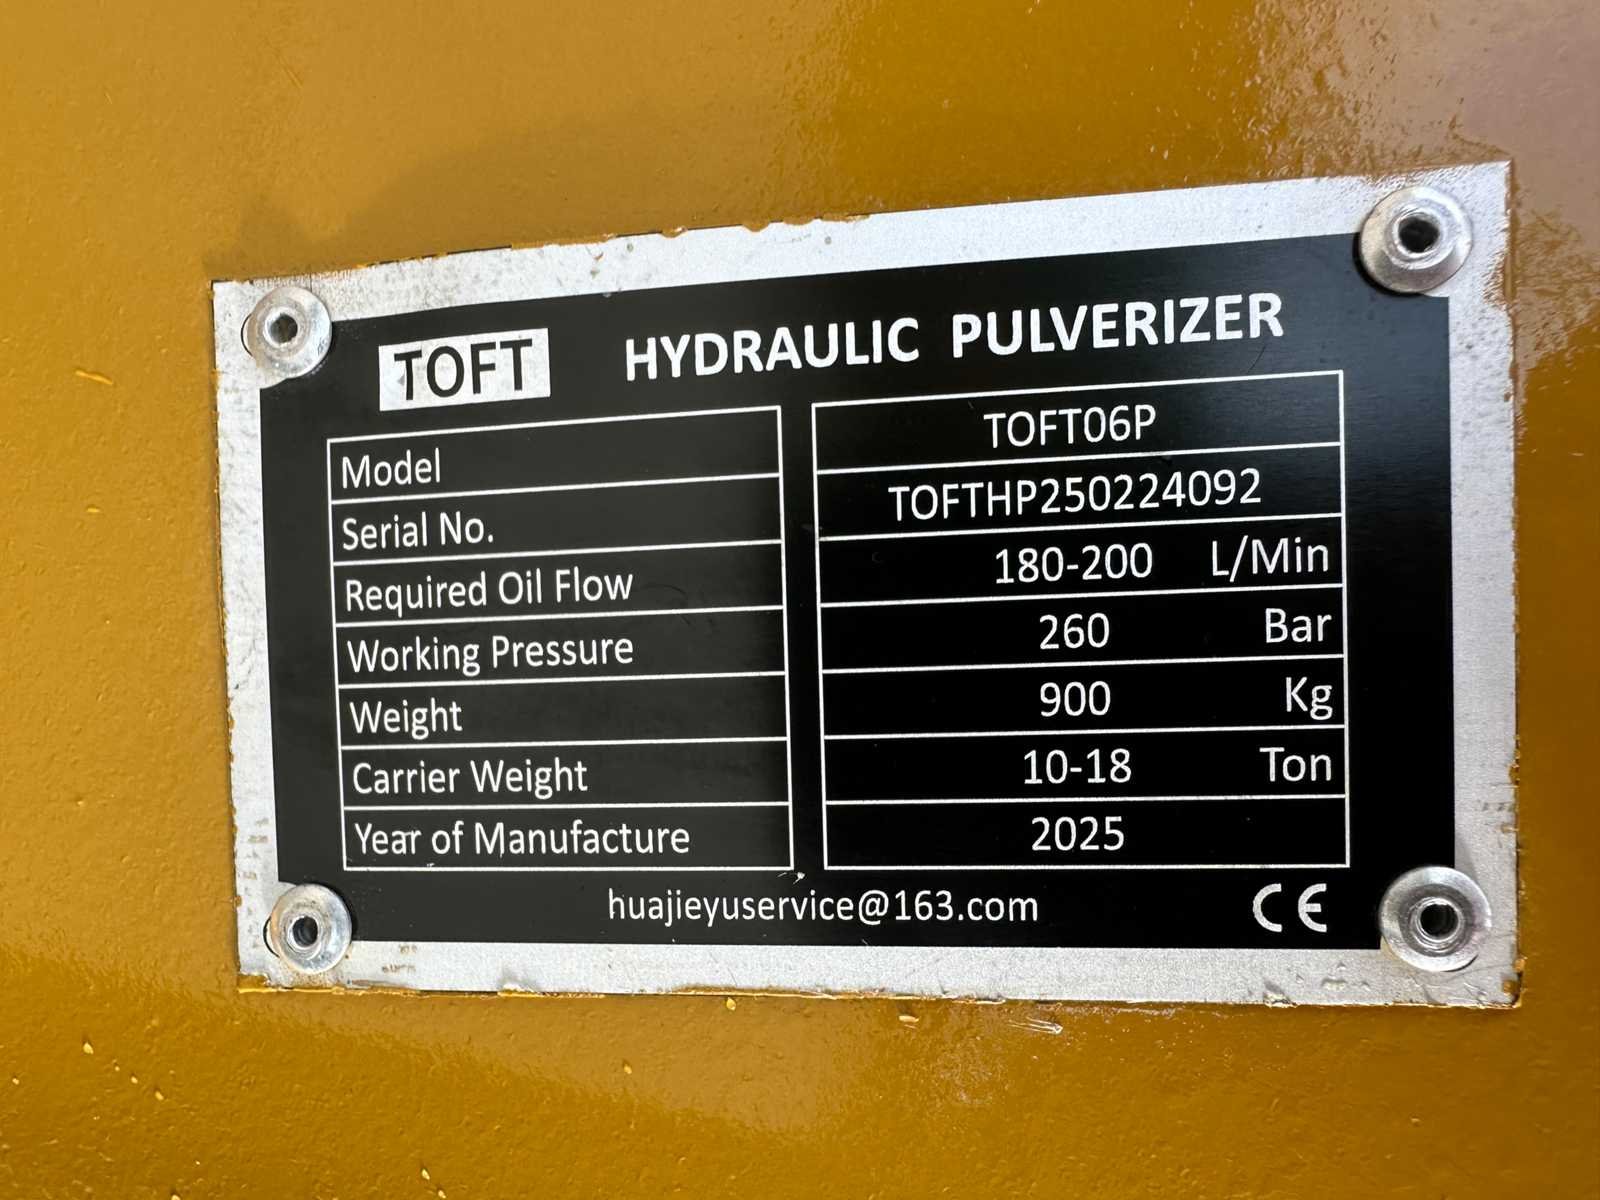 TOFT HYDRAULIC PULVERIZER
Model TOFT06P
Serial No. TOFTHP250224092
Required Oil Flow 180-200 L/Min
Working Pressure 260 Bar
Weight 900 Kg
Carrier Weight 10-18 Ton
Year of Manufacture 2025
huajieyuservice@163.com CE